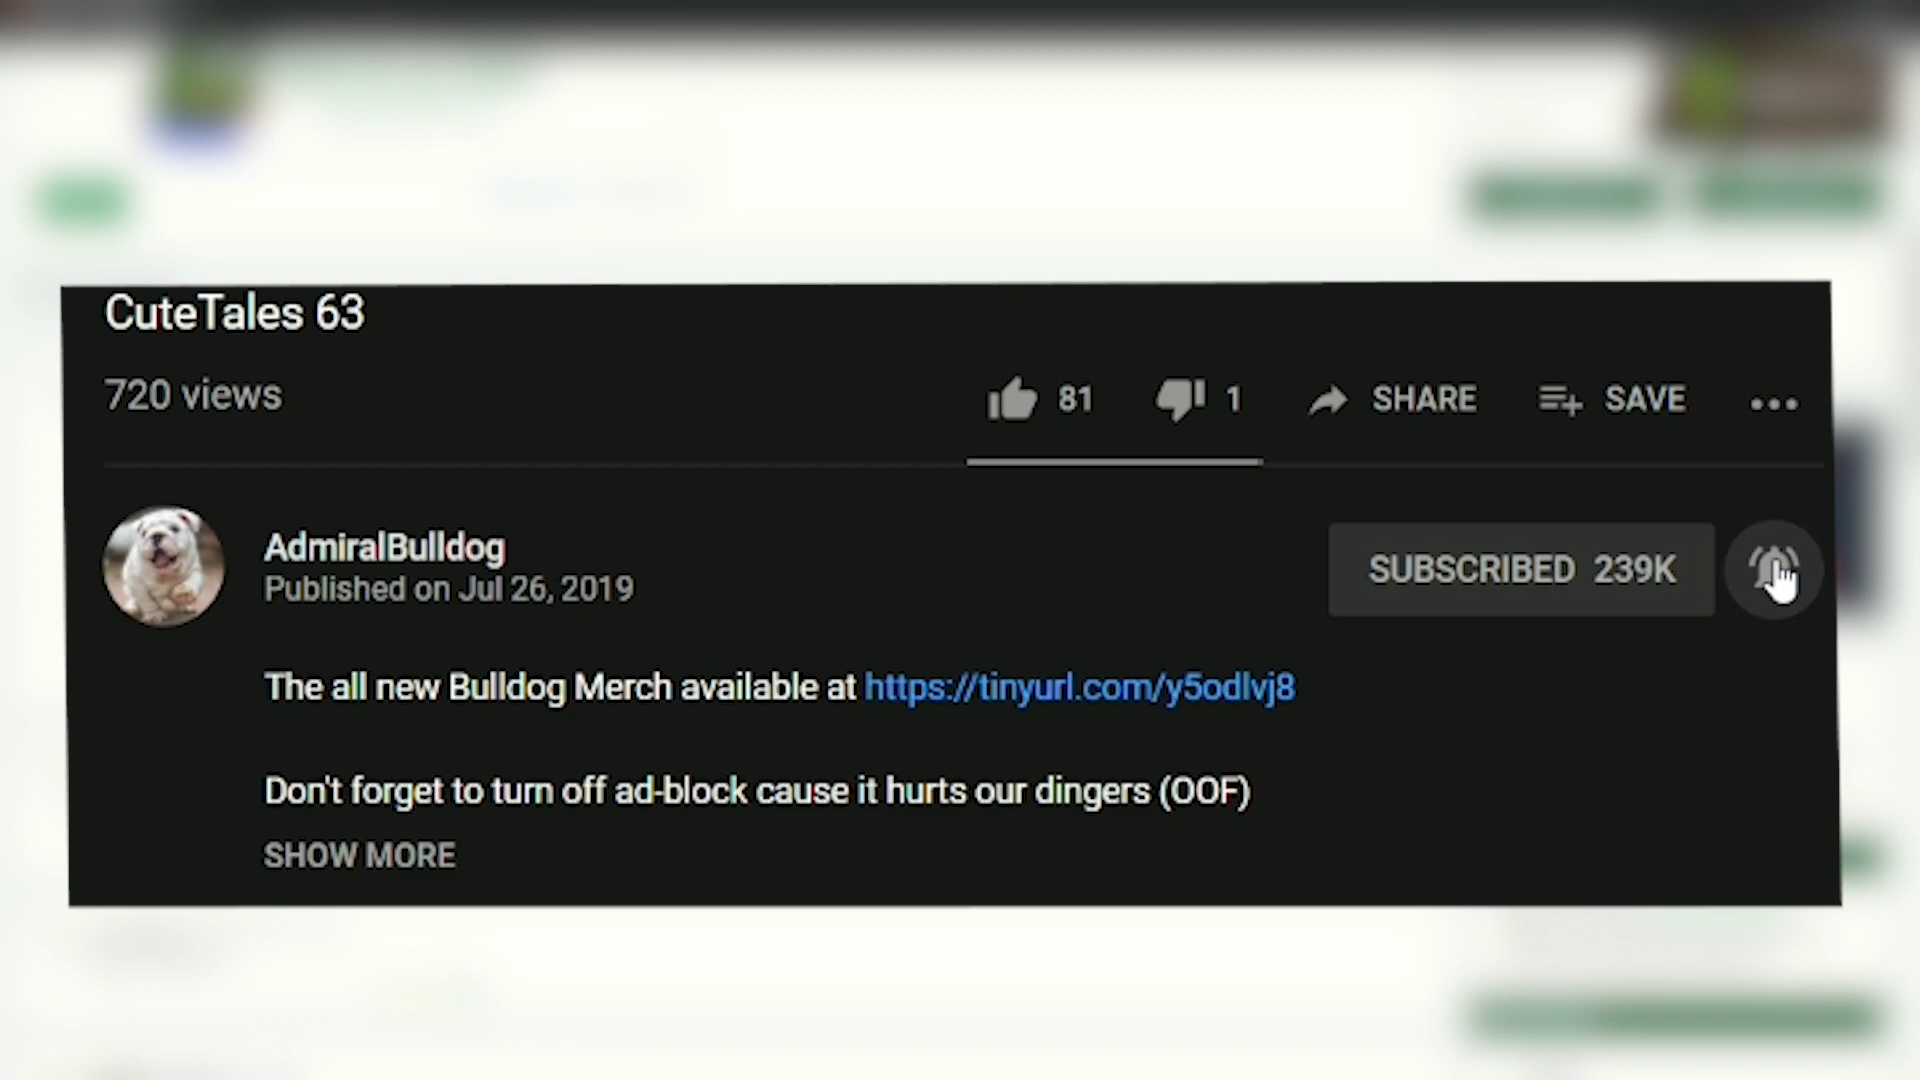 CuteTales 63
720 views
81 1 SHARE SAVE
AdmiralBulldog
Published on Jul 26, 2019
SUBSCRIBED 239K
The all new Bulldog Merch available at https://tinyurl.com/y5odlvj8
Don't forget to turn off ad-block cause it hurts our dingers (OOF)
SHOW MORE